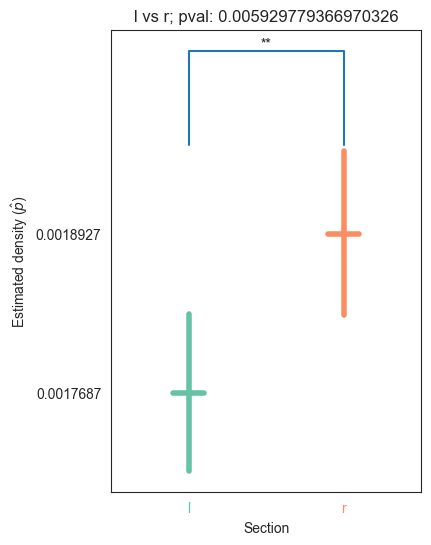 l vs r; pval: 0.005929779366970326
**
Estimated density (p̂)
0.0018927
0.0017687
l r
Section